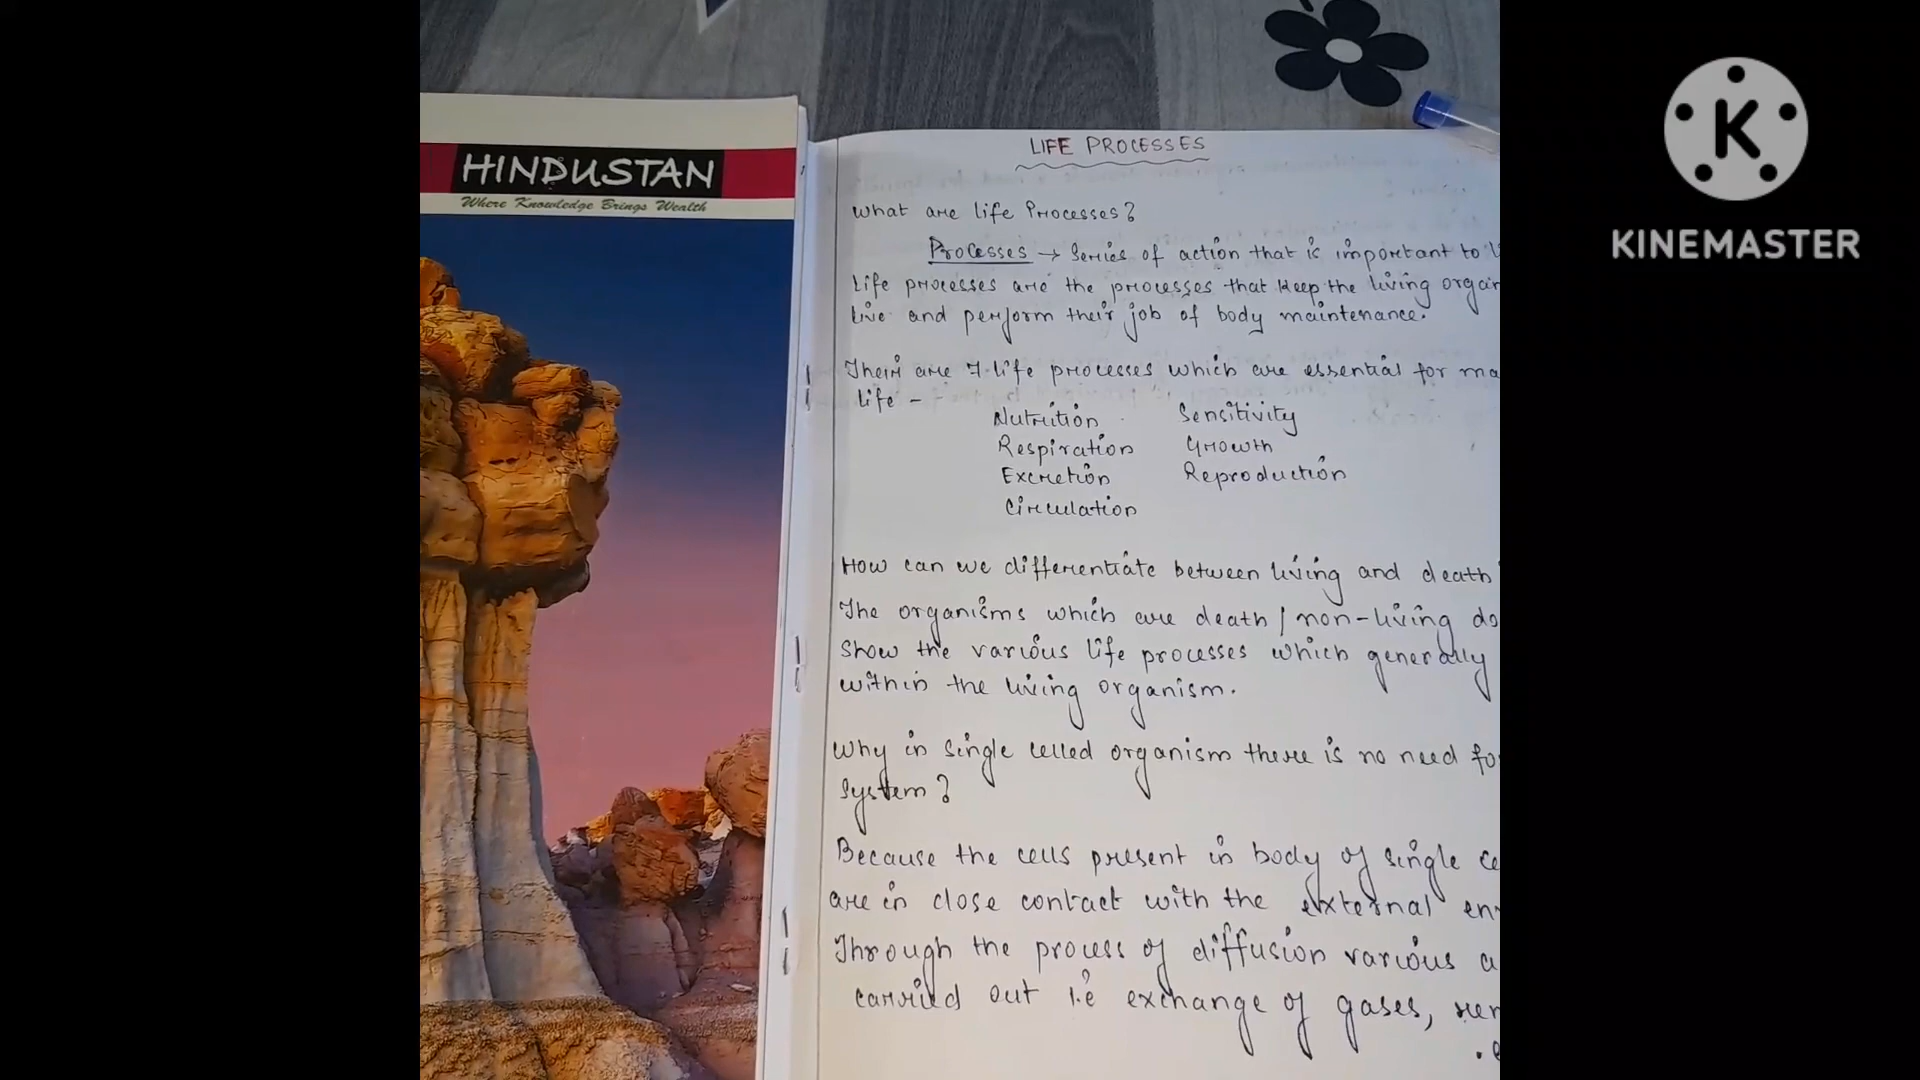 HINDUSTAN
Where Knowledge Brings Wealth
LIFE PROCESSES
What are life Processes?
Processes → Series of action that is important to
Life processes are the processes that keep the living
live and perform their job of body maintenance.
Their are 7 life processes which are essential for
life -
Nutrition Sensitivity
Respiration Growth
Excretion Reproduction
Circulation
How can we differentiate between living and death
The organisms which are death / non-living
Show the various life processes which generally
within the living organism.
Why in single celled organism there is no need
System?
Because the cells present in body of single
are in close contact with the external
Through the process of diffusion various
carried out i.e exchange of gases,
K
KINEMASTER